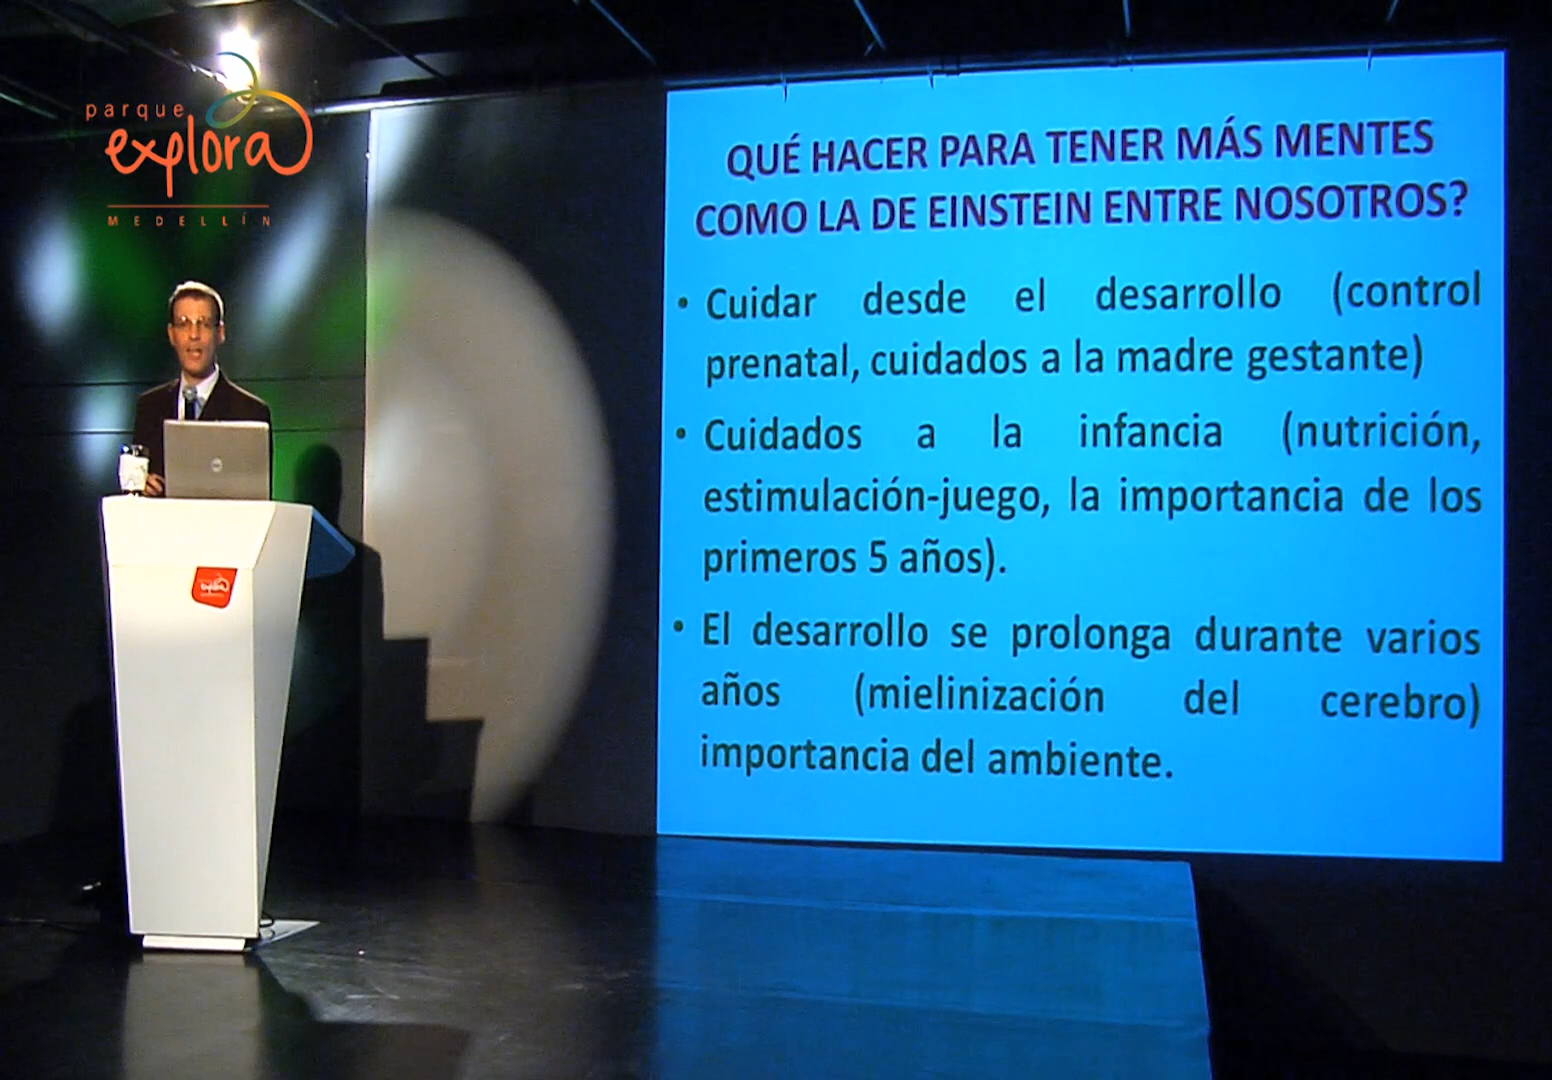 parque
explora
MEDELLÍN
QUÉ HACER PARA TENER MÁS MENTES
COMO LA DE EINSTEIN ENTRE NOSOTROS?
• Cuidar desde el desarrollo (control
prenatal, cuidados a la madre gestante)
• Cuidados a la infancia (nutrición,
estimulación-juego, la importancia de los
primeros 5 años).
• El desarrollo se prolonga durante varios
años (mielinización del cerebro)
importancia del ambiente.
explora